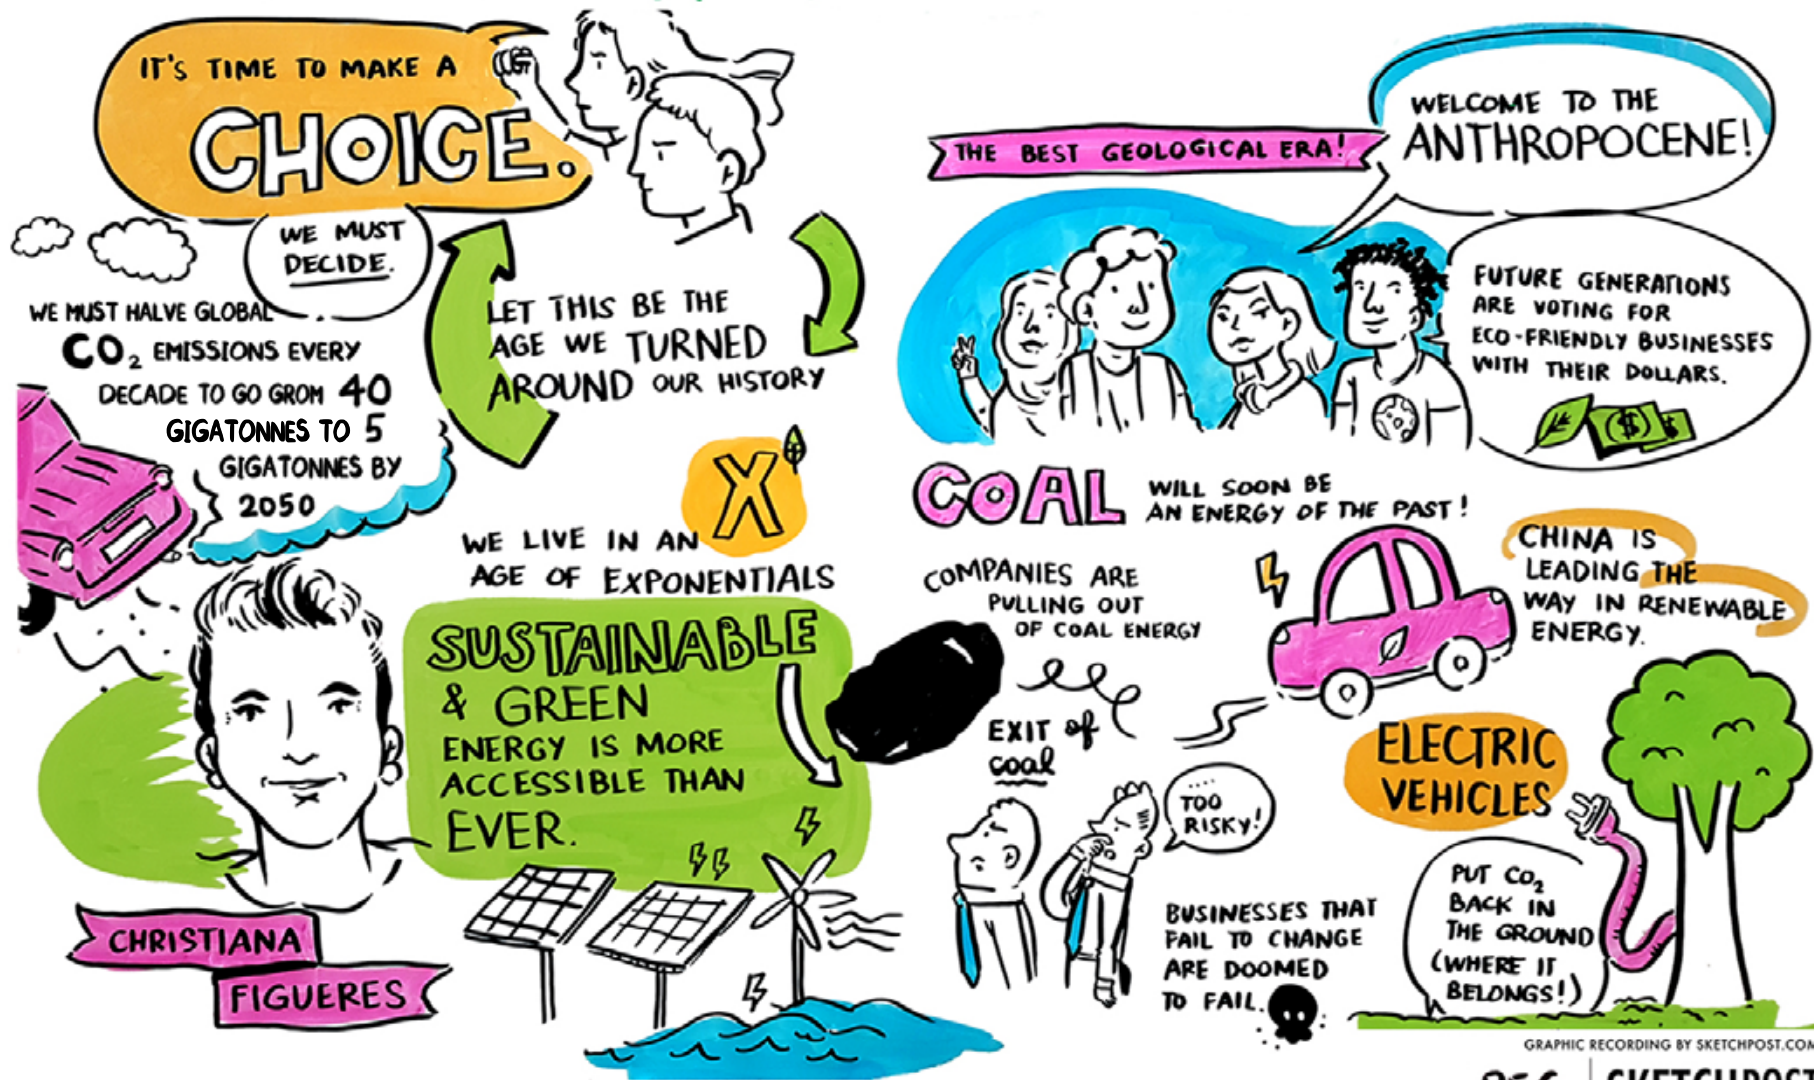 IT'S TIME TO MAKE A
CHOICE.
WE MUST
DECIDE.
WE MUST HALVE GLOBAL
CO2 EMISSIONS EVERY
DECADE TO GO GROM 40
GIGATONNES TO 5
GIGATONNES BY
2050
LET THIS BE THE
AGE WE TURNED
AROUND OUR HISTORY
X
WE LIVE IN AN
AGE OF EXPONENTIALS
SUSTAINABLE
& GREEN
ENERGY IS MORE
ACCESSIBLE THAN
EVER.
CHRISTIANA
FIGUERES
THE BEST GEOLOGICAL ERA!
WELCOME TO THE
ANTHROPOCENE!
FUTURE GENERATIONS
ARE VOTING FOR
ECO-FRIENDLY BUSINESSES
WITH THEIR DOLLARS.
$ $
COAL WILL SOON BE
AN ENERGY OF THE PAST!
COMPANIES ARE
PULLING OUT
OF COAL ENERGY
EXIT of
coal
CHINA IS
LEADING THE
WAY IN RENEWABLE
ENERGY.
ELECTRIC
VEHICLES
....
TOO
RISKY!
BUSINESSES THAT
FAIL TO CHANGE
ARE DOOMED
TO FAIL.
PUT CO2
BACK IN
THE GROUND
(WHERE IT
BELONGS!)
GRAPHIC RECORDING BY SKETCHPOST.COM
SKETCHPOST